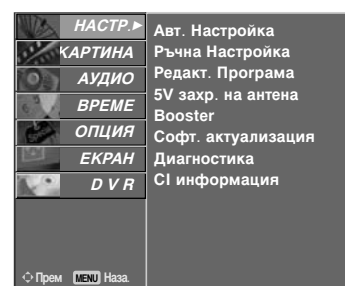 НАСТР.
КАРТИНА
АУДИО
ВРЕМЕ
ОПЦИЯ
ЕКРАН
D V R
Прем MENU Наза.
Авт. Настройка
Ръчна Настройка
Редакт. Програма
5V захр. на антена
Booster
Софт. актуализация
Диагностика
CI информация